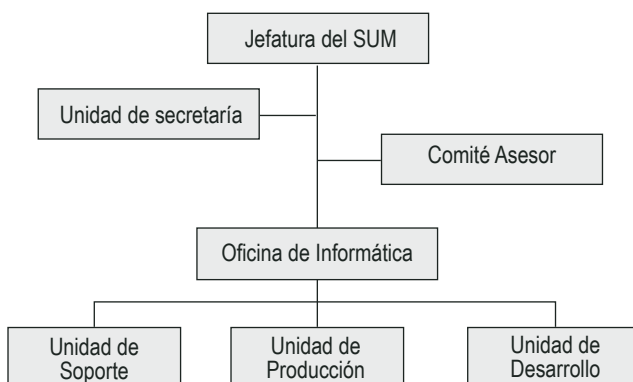 Jefatura del SUM
Unidad de secretaría
Comité Asesor
Oficina de Informática
Unidad de
Soporte
Unidad de
Producción
Unidad de
Desarrollo